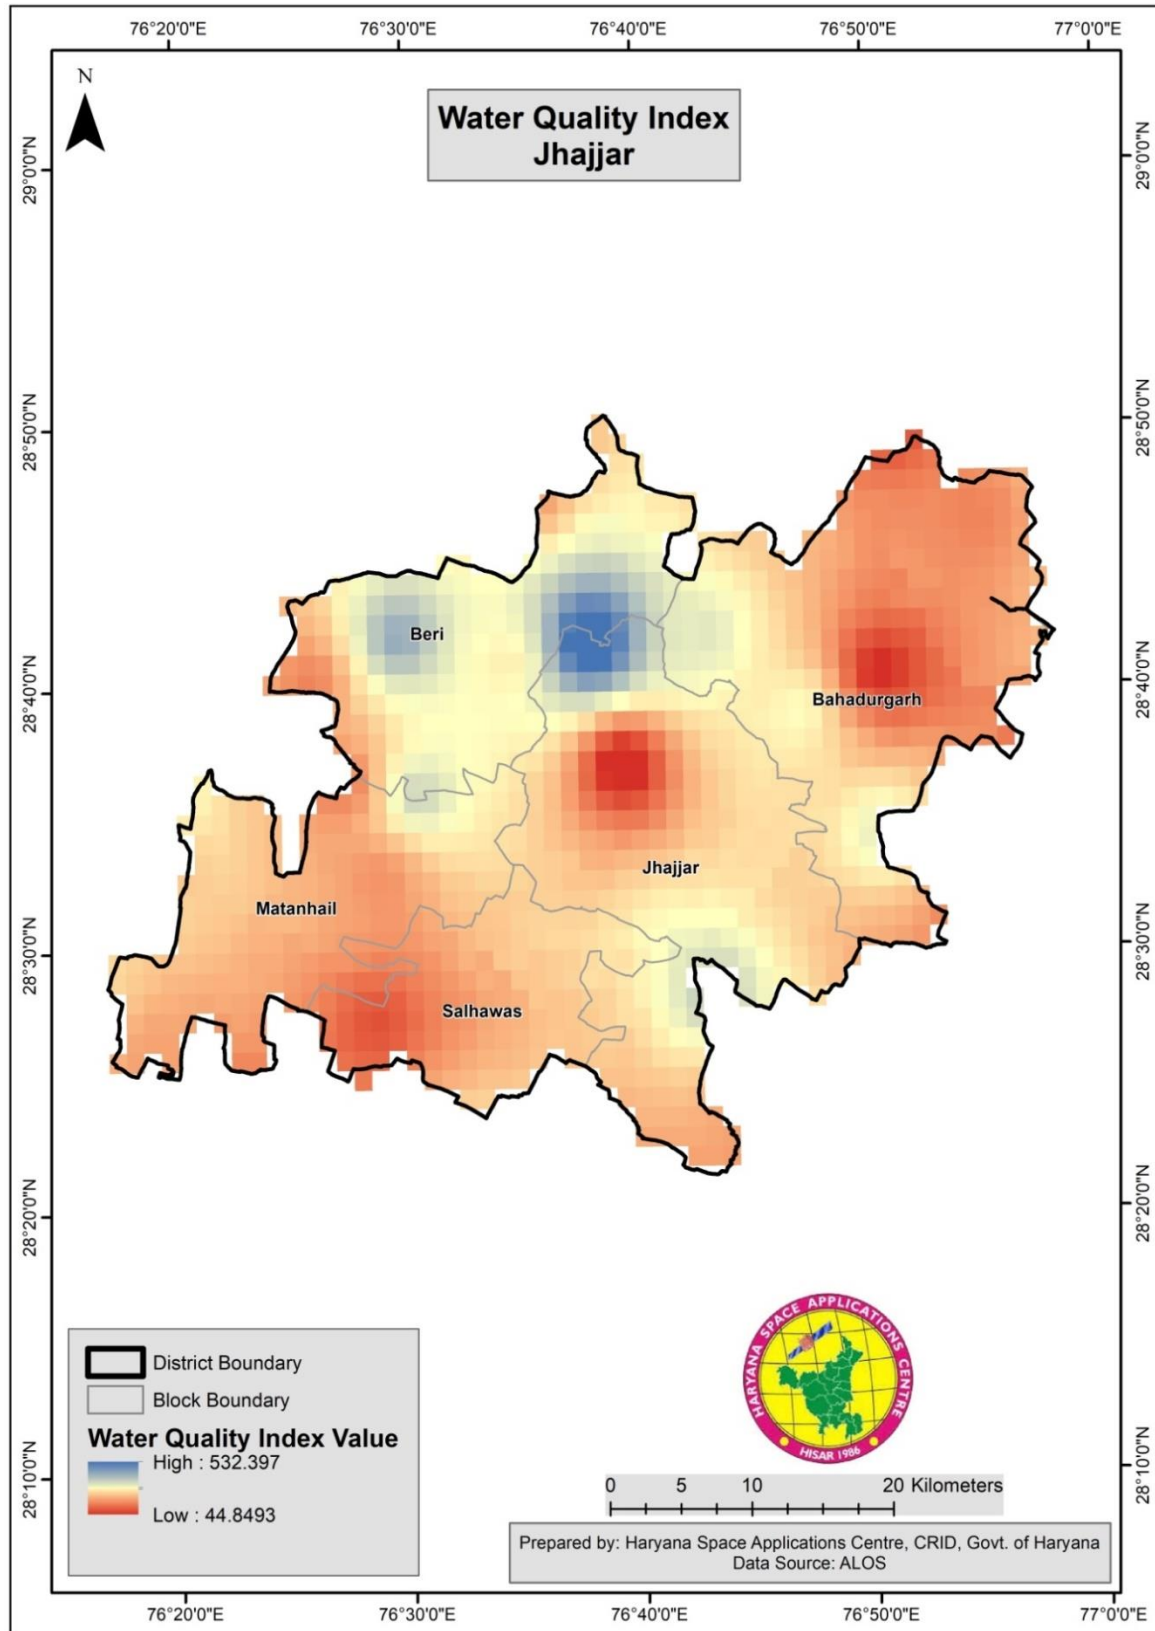 76°20'0"E
76°30'0"E
76°40'0"E
76°50'0"E
77°0'0"E
N
Water Quality Index
Jhajjar
29°0'0"N
29°0'0"N
28°50'0"N
28°50'0"N
Beri
28°40'0"N
28°40'0"N
Bahadurgarh
Jhajjar
Matanhail
28°30'0"N
28°30'0"N
Salhawas
28°20'0"N
28°20'0"N
HARYANA SPACE APPLICATIONS CENTRE
HISAR 1986
District Boundary
Block Boundary
Water Quality Index Value
High : 532.397
Low : 44.8493
28°10'0"N
28°10'0"N
0 5 10 20 Kilometers
Prepared by: Haryana Space Applications Centre, CRID, Govt. of Haryana
Data Source: ALOS
76°20'0"E
76°30'0"E
76°40'0"E
76°50'0"E
77°0'0"E